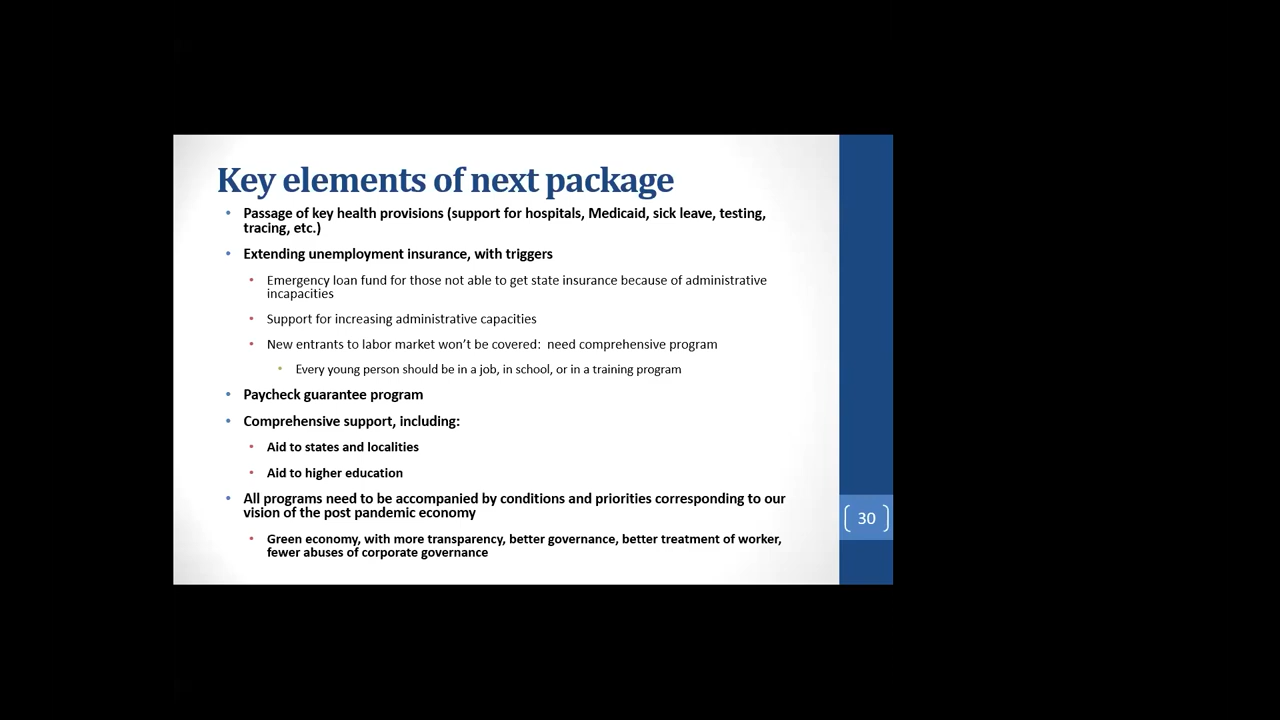 Key elements of next package
• Passage of key health provisions (support for hospitals, Medicaid, sick leave, testing,
tracing, etc.)
• Extending unemployment insurance, with triggers
• Emergency loan fund for those not able to get state insurance because of administrative
incapacities
• Support for increasing administrative capacities
• New entrants to labor market won’t be covered:  need comprehensive program
• Every young person should be in a job, in school, or in a training program
• Paycheck guarantee program
• Comprehensive support, including:
• Aid to states and localities
• Aid to higher education
• All programs need to be accompanied by conditions and priorities corresponding to our
vision of the post pandemic economy
• Green economy, with more transparency, better governance, better treatment of worker,
fewer abuses of corporate governance
30